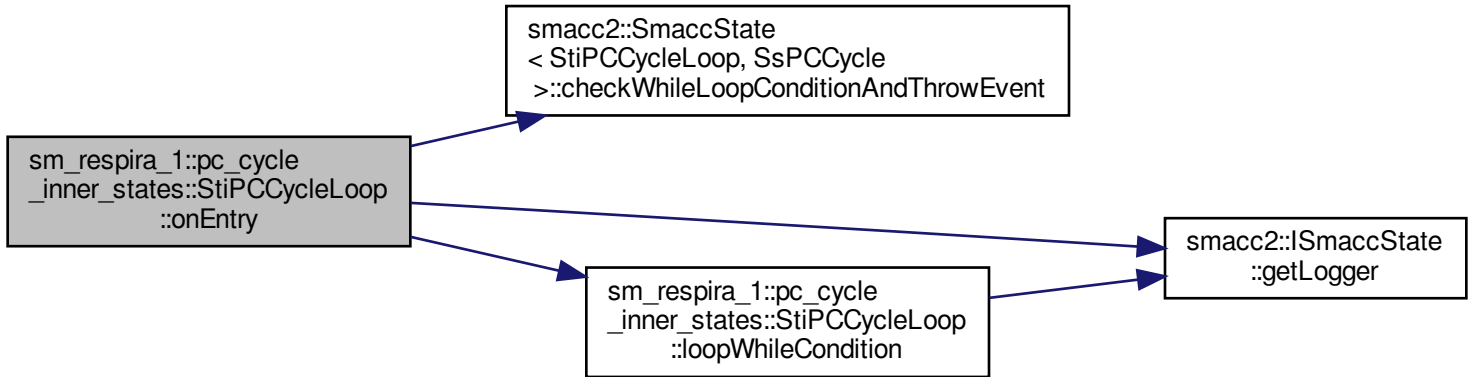 smacc2::SmaccState
< StiPCCycleLoop, SsPCCycle
>::checkWhileLoopConditionAndThrowEvent
sm_respira_1::pc_cycle
_inner_states::StiPCCycleLoop
::onEntry
smacc2::ISmaccState
::getLogger
sm_respira_1::pc_cycle
_inner_states::StiPCCycleLoop
::loopWhileCondition